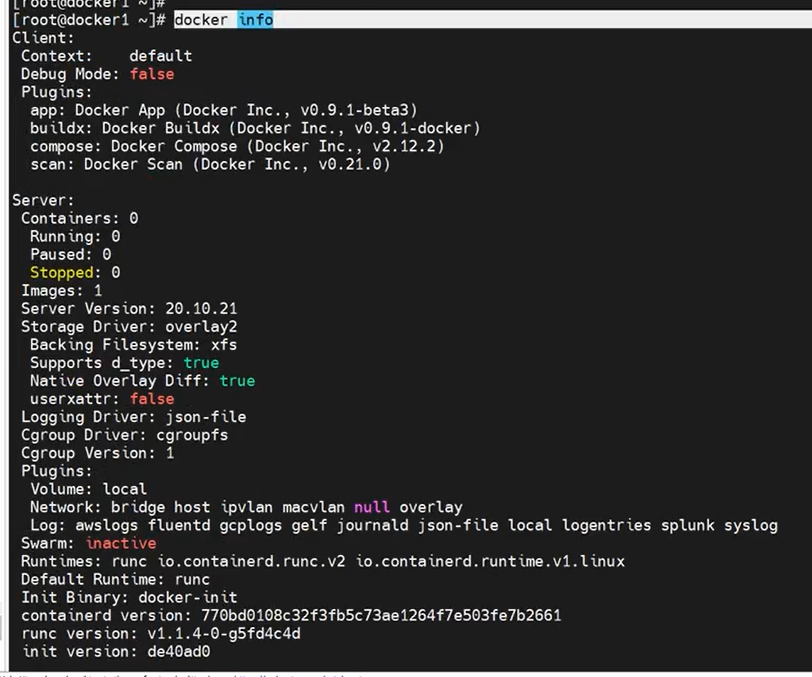 [root@docker1 ~]#
[root@docker1 ~]# docker info
Client:
 Context:    default
 Debug Mode: false
 Plugins:
  app: Docker App (Docker Inc., v0.9.1-beta3)
  buildx: Docker Buildx (Docker Inc., v0.9.1-docker)
  compose: Docker Compose (Docker Inc., v2.12.2)
  scan: Docker Scan (Docker Inc., v0.21.0)

Server:
 Containers: 0
  Running: 0
  Paused: 0
  Stopped: 0
 Images: 1
 Server Version: 20.10.21
 Storage Driver: overlay2
  Backing Filesystem: xfs
  Supports d_type: true
  Native Overlay Diff: true
  userxattr: false
 Logging Driver: json-file
 Cgroup Driver: cgroupfs
 Cgroup Version: 1
 Plugins:
  Volume: local
  Network: bridge host ipvlan macvlan null overlay
  Log: awslogs fluentd gcplogs gelf journald json-file local logentries splunk syslog
 Swarm: inactive
 Runtimes: runc io.containerd.runc.v2 io.containerd.runtime.v1.linux
 Default Runtime: runc
 Init Binary: docker-init
 containerd version: 770bd0108c32f3fb5c73ae1264f7e503fe7b2661
 runc version: v1.1.4-0-g5fd4c4d
 init version: de40ad0